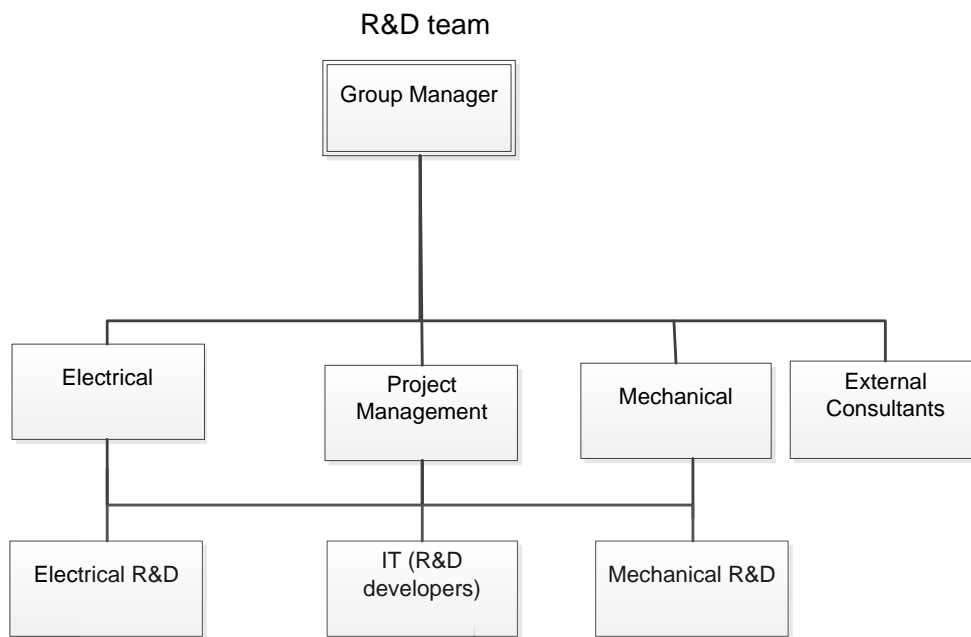 R&D team
Group Manager
Electrical
Project
Management
Mechanical
External
Consultants
Electrical R&D
IT (R&D
developers)
Mechanical R&D